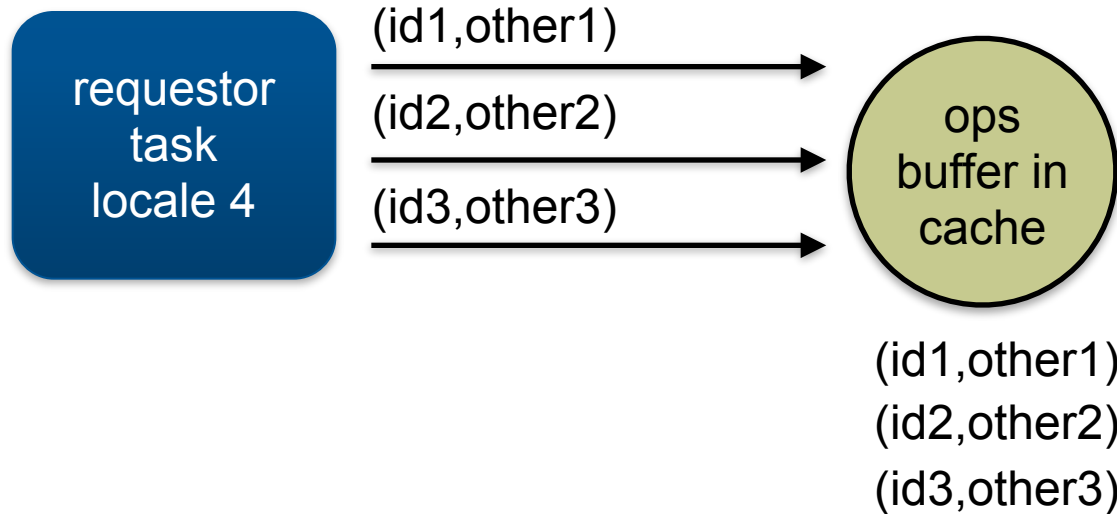 requestor
task
locale 4
(id1,other1)
(id2,other2)
(id3,other3)
ops
buffer in
cache
(id1,other1)
(id2,other2)
(id3,other3)